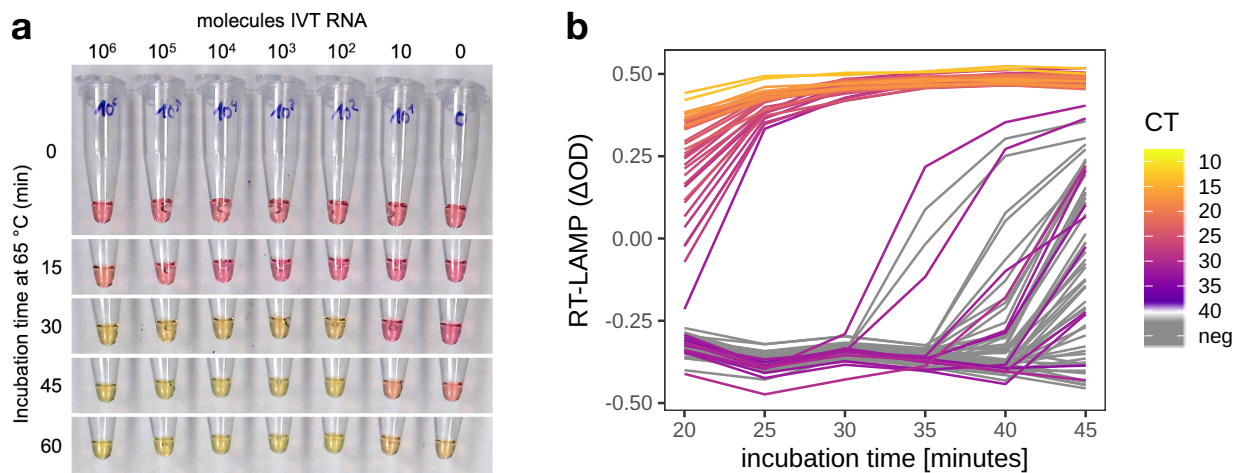 a
molecules IVT RNA
10⁶ 10⁵ 10⁴ 10³ 10² 10 0
10⁶ 10⁵ 10⁴ 10³ 10² 10¹ 0
Incubation time at 65 °C (min)
0
15
30
45
60
b
RT-LAMP (ΔOD)
0.50
0.25
0.00
-0.25
-0.50
20 25 30 35 40 45
incubation time [minutes]
CT
10
15
20
25
30
35
40
neg